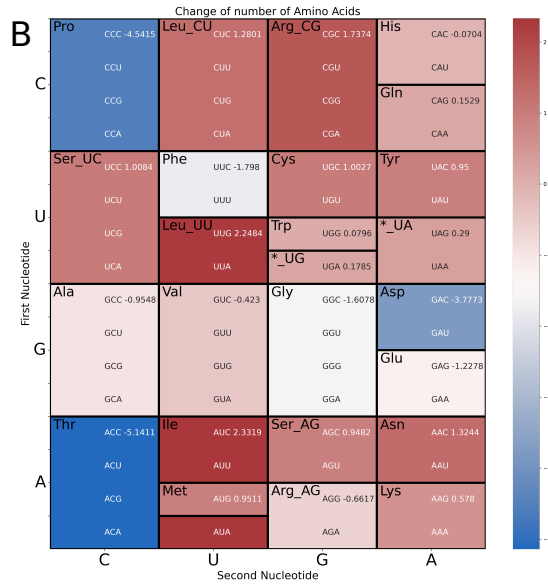 Change of number of Amino Acids
B
Pro Leu_CU Arg_CG His
CCC -4.5415 CUC 1.2801 CGC 1.7374 CAC -0.0704
CCU CUU CGU CAU
C
Gln
CCG CUG CGG CAG 0.1529
CCA CUA CGA CAA
Ser_UC Phe Cys Tyr
UCC 1.0084 UUC -1.798 UGC 1.0027 UAC 0.95
UCU UUU UGU UAU
U
Leu_UU Trp *_UA
UCG UUG 2.2484 UGG 0.0796 UAG 0.29
*_UG
UCA UUA UGA 0.1785 UAA
Ala Val Gly Asp
GCC -0.9548 GUC -0.423 GGC -1.6078 GAC -3.7773
GCU GUU GGU GAU
G
Glu
GCG GUG GGG GAG -1.2278
GCA GUA GGA GAA
Thr Ile Ser_AG Asn
ACC -5.1411 AUC 2.3319 AGC 0.9482 AAC 1.3244
ACU AUU AGU AAU
A
Met Arg_AG Lys
ACG AUG 0.9511 AGG -0.6617 AAG 0.578
ACA AUA AGA AAA
C U G A
Second Nucleotide
First Nucleotide
2
1
0